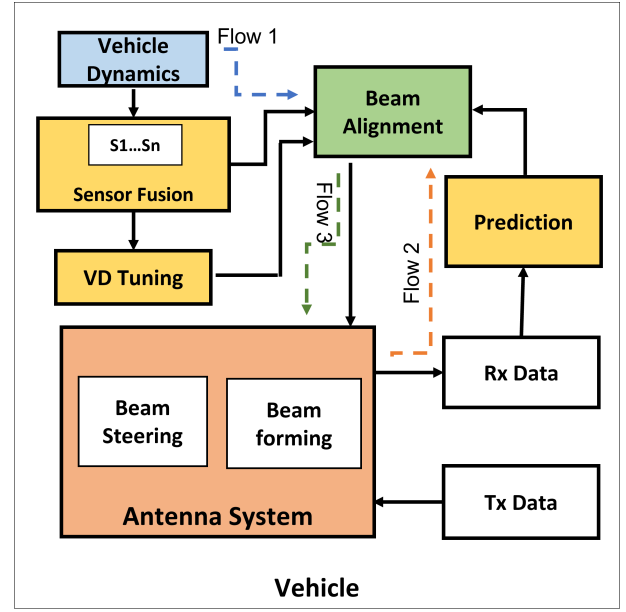 Flow 1
Vehicle
Dynamics
Beam
Alignment
S1...Sn
Sensor Fusion
Flow 3
Flow 2
Prediction
VD Tuning
Rx Data
Beam
Steering
Beam
forming
Tx Data
Antenna System
Vehicle